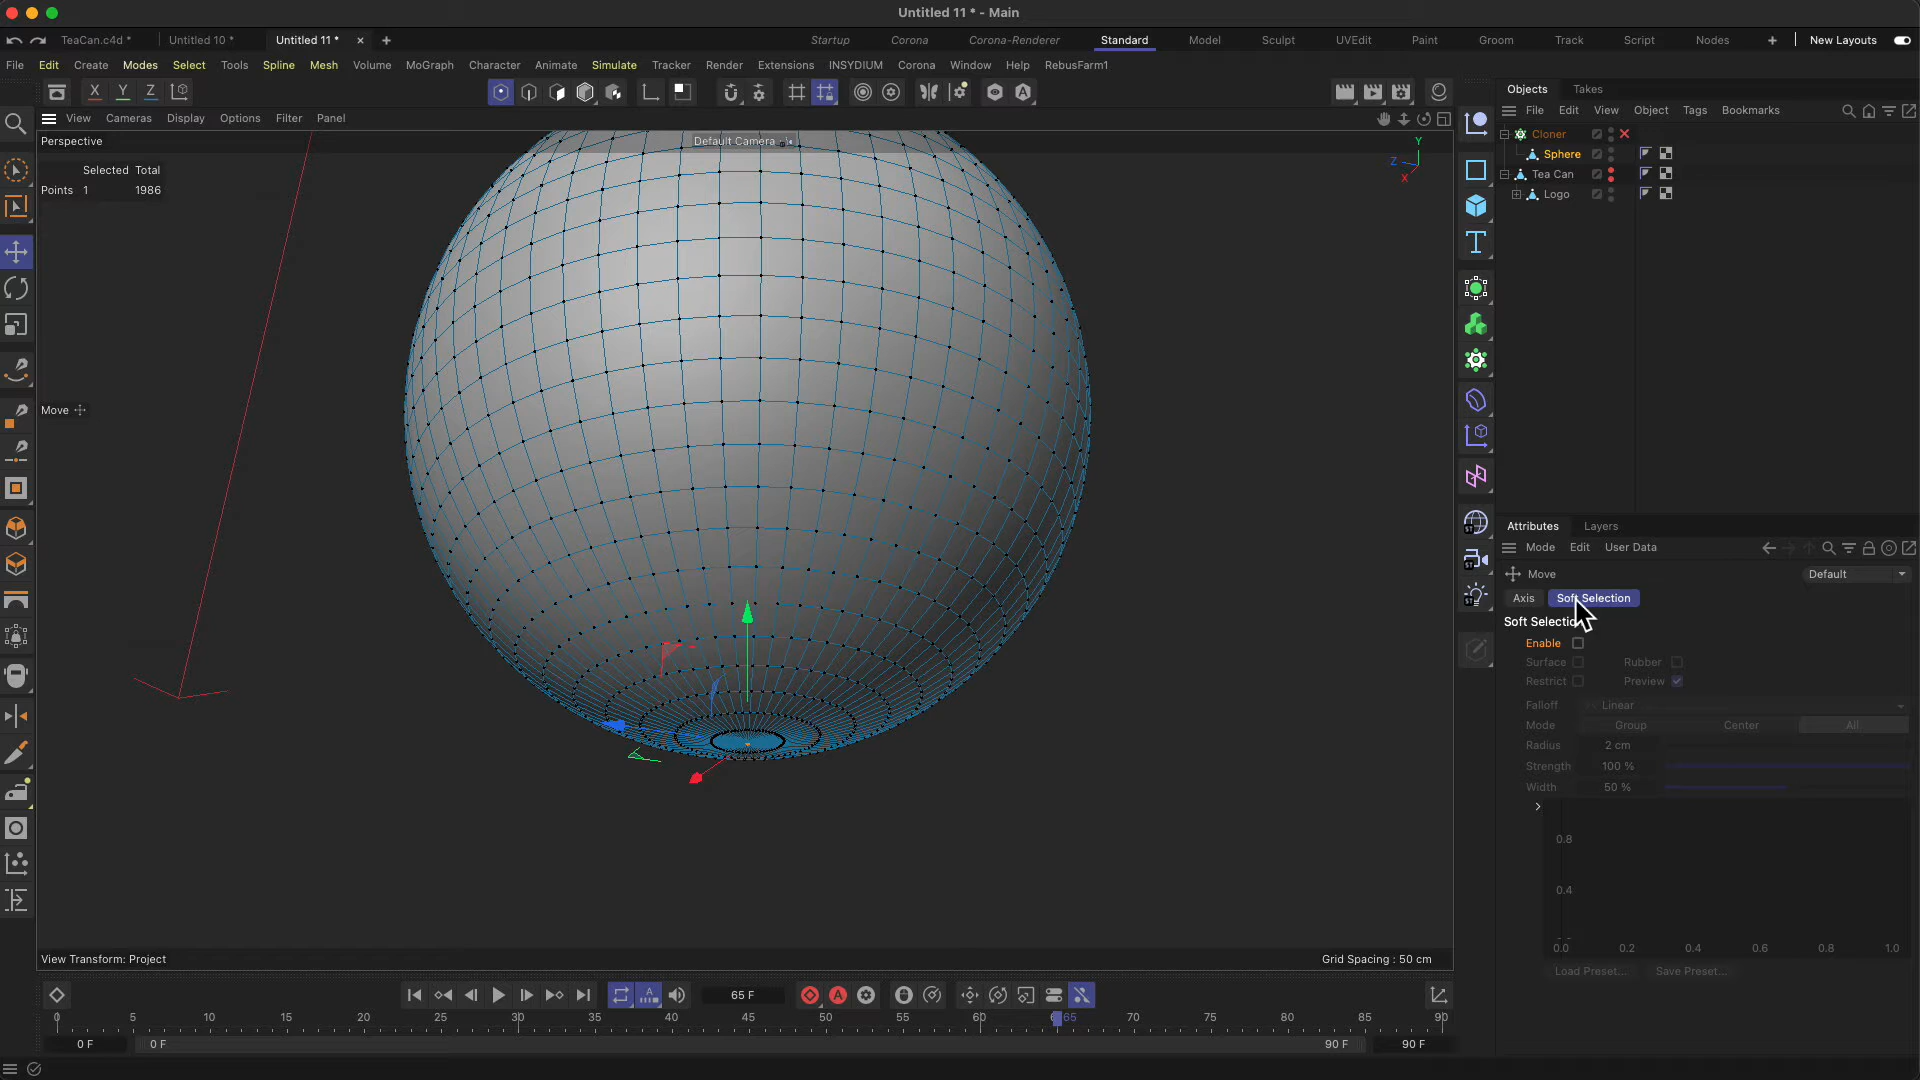 Untitled 11 * - Main
TeaCan.c4d *
Untitled 10 *
Untitled 11 *
Startup
Corona
Corona-Renderer
Standard
Model
Sculpt
UVEdit
Paint
Groom
Track
Script
Nodes
New Layouts
File
Edit
Create
Modes
Select
Tools
Spline
Mesh
Volume
MoGraph
Character
Animate
Simulate
Tracker
Render
Extensions
INSYDIUM
Corona
Window
Help
RebusFarm1
X
Y
Z
View
Cameras
Display
Options
Filter
Panel
Perspective
Default Camera
Selected Total
Points 1 1986
Y
Z
X
Move
View Transform: Project
Grid Spacing : 50 cm
Objects
Takes
File
Edit
View
Object
Tags
Bookmarks
Cloner
Sphere
Tea Can
Logo
Attributes
Layers
Mode
Edit
User Data
Move
Default
Axis
Soft Selection
Soft Selection
Enable
Surface
Rubber
Restrict
Preview
Falloff
Linear
Mode
Group
Center
All
Radius
2 cm
Strength
100 %
Width
50 %
0.8
0.4
0.0
0.2
0.4
0.6
0.8
1.0
Load Preset...
Save Preset...
65 F
0
5
10
15
20
25
30
35
40
45
50
55
60
65
70
75
80
85
90
0 F
0 F
90 F
90 F